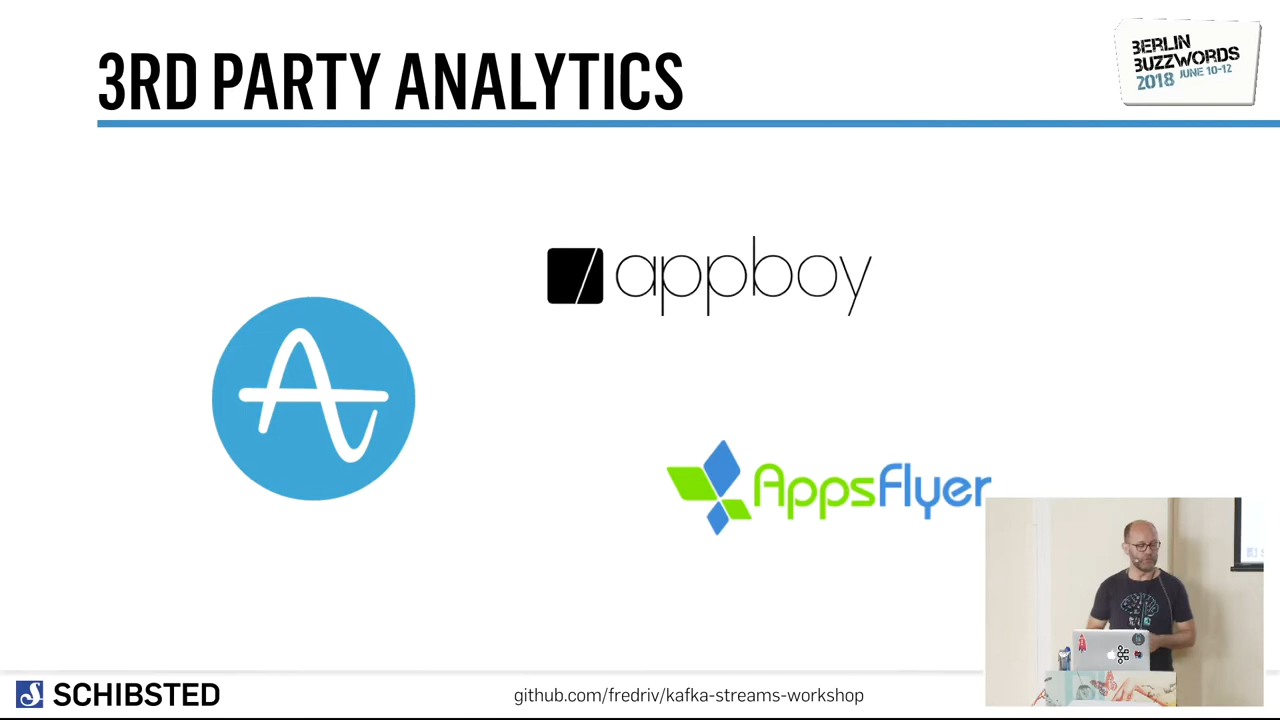 3RD PARTY ANALYTICS
BERLIN
BUZZWORDS
2018 JUNE 10-12
appboy
AppsFlyer
SCHIBSTED
github.com/fredriv/kafka-streams-workshop